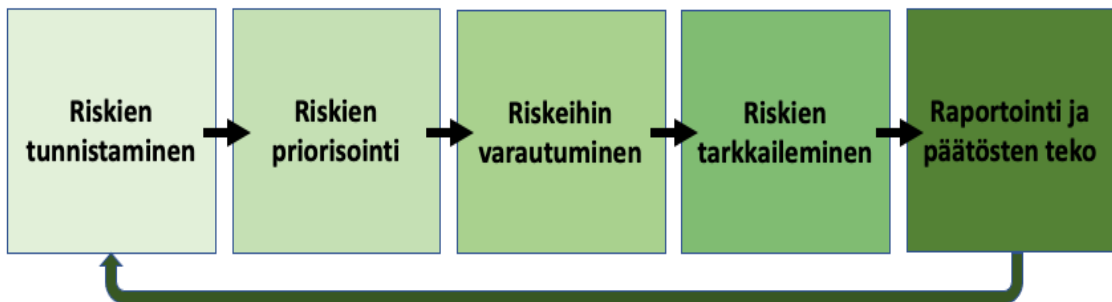 Riskien
tunnistaminen
Riskien
priorisointi
Riskeihin
varautuminen
Riskien
tarkkaileminen
Raportointi ja
päätösten teko